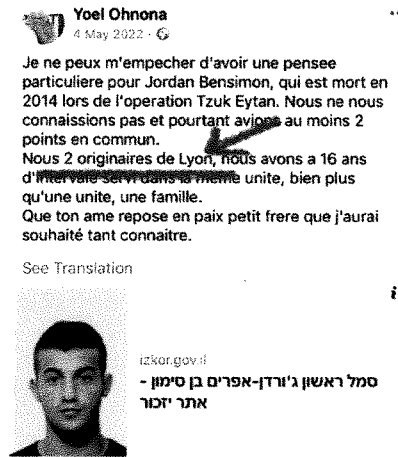 Yoel Ohnona
4 May 2022 ·
Je ne peux m'empecher d'avoir une pensee
particuliere pour Jordan Bensimon, qui est mort en
2014 lors de l'operation Tzuk Eytan. Nous ne nous
connaissions pas et pourtant avions au moins 2
points en commun.
Nous 2 originaires de Lyon, nous avons a 16 ans
d'intervale servi dans la meme unite, bien plus
qu'une unite, une famille.
Que ton ame repose en paix petit frere que j'aurai
souhaité tant connaitre.
See Translation
izkor.gov.il
סמל ראשון ג'ורדן-אפרים בן סימון -
אתר יזכור